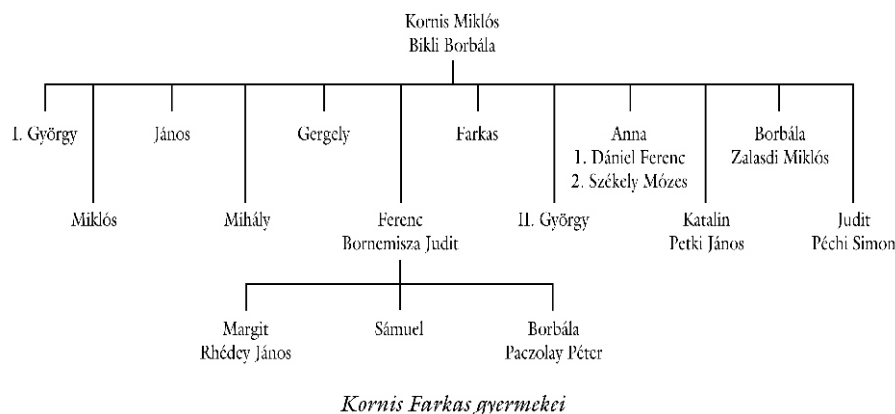 Kornis Miklós
Bikli Borbála
I. György
János
Gergely
Farkas
Anna
1. Dániel Ferenc
2. Székely Mózes
Borbála
Zalasdi Miklós
Miklós
Mihály
Ferenc
Bornemisza Judit
II. György
Katalin
Petki János
Judit
Péchi Simon
Margit
Rhédey János
Sámuel
Borbála
Paczolay Péter
Kornis Farkas gyermekei